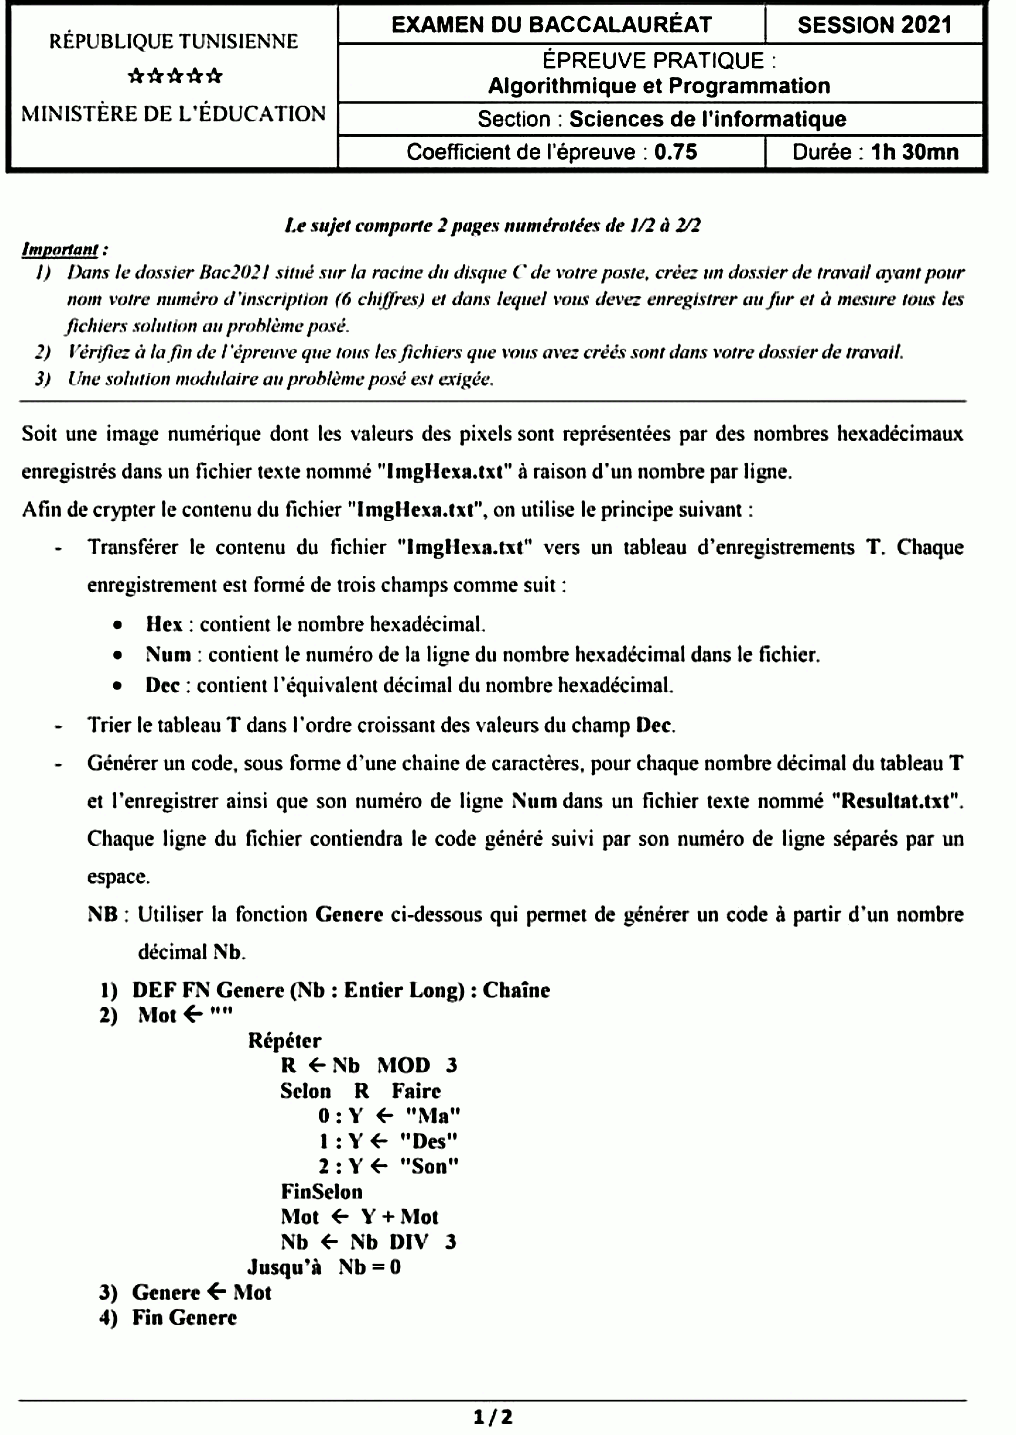 RÉPUBLIQUE TUNISIENNE
☆☆☆☆☆
MINISTÈRE DE L'ÉDUCATION
EXAMEN DU BACCALAURÉAT
SESSION 2021
ÉPREUVE PRATIQUE :
Algorithmique et Programmation
Section : Sciences de l'informatique
Coefficient de l'épreuve : 0.75
Durée : 1h 30mn
Le sujet comporte 2 pages numérotées de 1/2 à 2/2
Important :
1) Dans le dossier Bac2021 situé sur la racine du disque C de votre poste, créez un dossier de travail ayant pour
nom votre numéro d'inscription (6 chiffres) et dans lequel vous devez enregistrer au fur et à mesure tous les
fichiers solution au problème posé.
2) Vérifiez à la fin de l'épreuve que tous les fichiers que vous avez créés sont dans votre dossier de travail.
3) Une solution modulaire au problème posé est exigée.
Soit une image numérique dont les valeurs des pixels sont représentées par des nombres hexadécimaux
enregistrés dans un fichier texte nommé "ImgHexa.txt" à raison d'un nombre par ligne.
Afin de crypter le contenu du fichier "ImgHexa.txt", on utilise le principe suivant :
- Transférer le contenu du fichier "ImgHexa.txt" vers un tableau d'enregistrements T. Chaque
enregistrement est formé de trois champs comme suit :
• Hex : contient le nombre hexadécimal.
• Num : contient le numéro de la ligne du nombre hexadécimal dans le fichier.
• Dec : contient l'équivalent décimal du nombre hexadécimal.
- Trier le tableau T dans l'ordre croissant des valeurs du champ Dec.
- Générer un code, sous forme d'une chaine de caractères, pour chaque nombre décimal du tableau T
et l'enregistrer ainsi que son numéro de ligne Num dans un fichier texte nommé "Resultat.txt".
Chaque ligne du fichier contiendra le code généré suivi par son numéro de ligne séparés par un
espace.
NB : Utiliser la fonction Genere ci-dessous qui permet de générer un code à partir d'un nombre
décimal Nb.
1) DEF FN Genere (Nb : Entier Long) : Chaîne
2) Mot ← ""
Répéter
R ← Nb MOD 3
Selon R Faire
0 : Y ← "Ma"
1 : Y ← "Des"
2 : Y ← "Son"
FinSelon
Mot ← Y + Mot
Nb ← Nb DIV 3
Jusqu'à Nb = 0
3) Genere ← Mot
4) Fin Genere
1 / 2